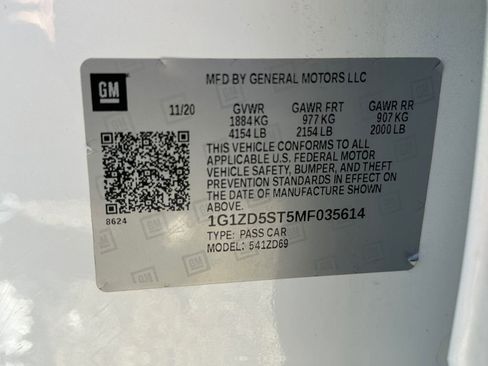 GM
MFD BY GENERAL MOTORS LLC
11/20 GVWR GAWR FRT GAWR RR
1884 KG 977 KG 907 KG
4154 LB 2154 LB 2000 LB
THIS VEHICLE CONFORMS TO ALL
APPLICABLE U.S. FEDERAL MOTOR
VEHICLE SAFETY, BUMPER, AND THEFT
PREVENTION STANDARDS IN EFFECT ON
THE DATE OF MANUFACTURE SHOWN
ABOVE.
8624
1G1ZD5ST5MF035614
TYPE: PASS CAR
MODEL: 541ZD69